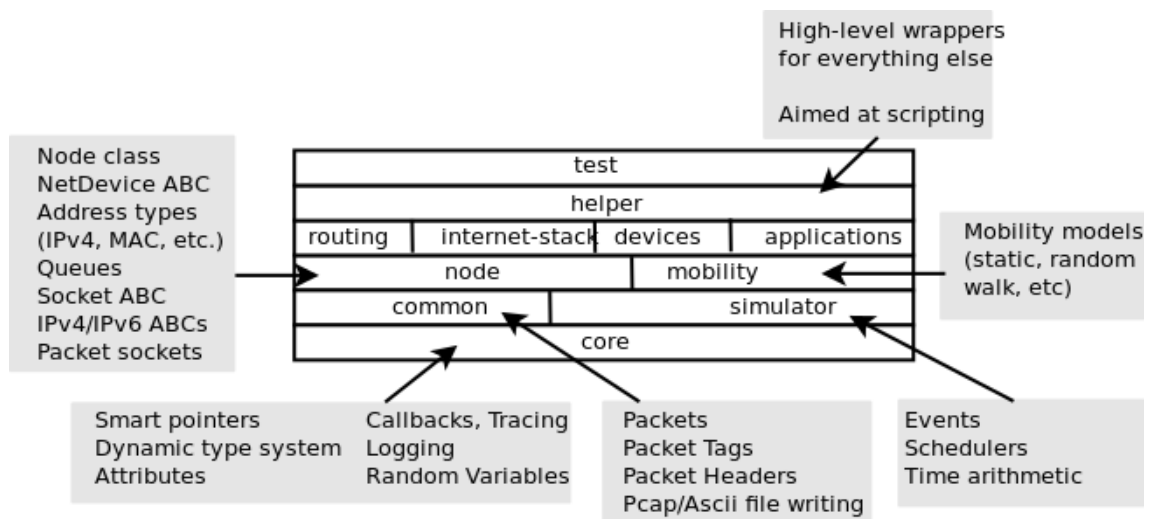 High-level wrappers
for everything else
Aimed at scripting
Node class
NetDevice ABC
Address types
(IPv4, MAC, etc.)
Queues
Socket ABC
IPv4/IPv6 ABCs
Packet sockets
test
helper
routing internet-stack devices applications
node mobility
common simulator
core
Mobility models
(static, random
walk, etc)
Smart pointers
Dynamic type system
Attributes
Callbacks, Tracing
Logging
Random Variables
Packets
Packet Tags
Packet Headers
Pcap/Ascii file writing
Events
Schedulers
Time arithmetic